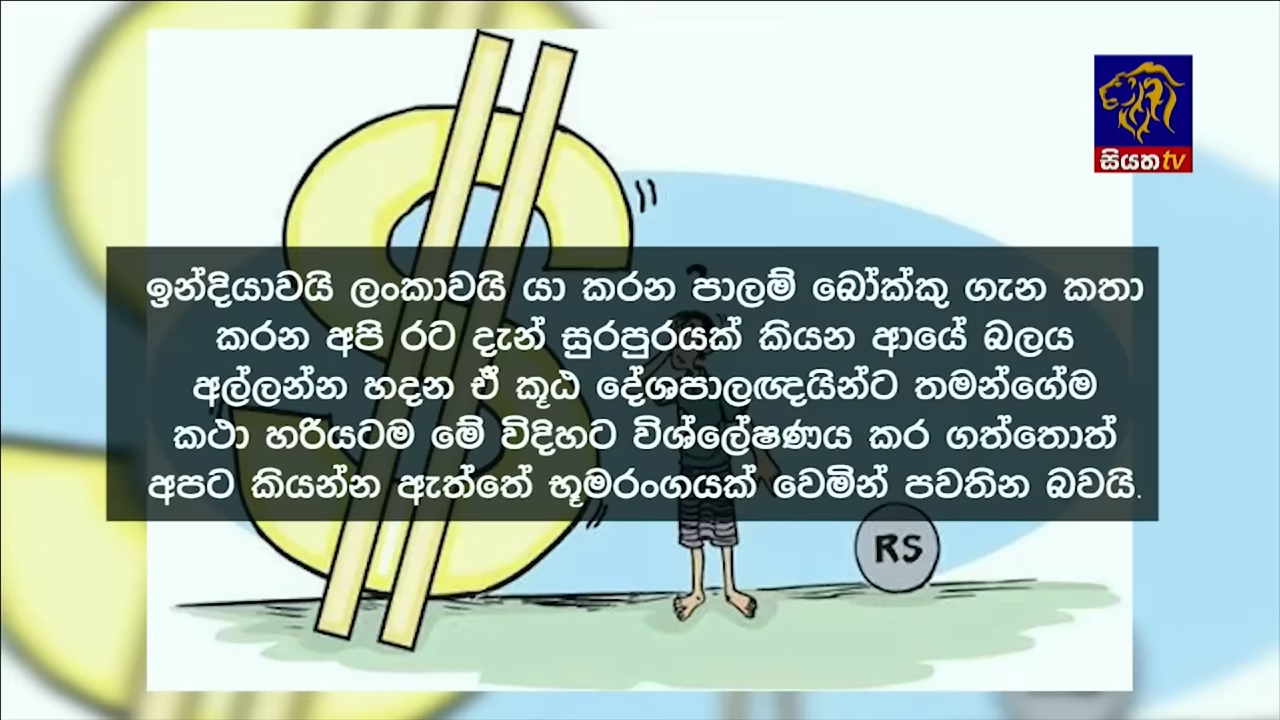 සියත tv
ඉන්දියාවයි ලංකාවයි යා කරන පාලම් බෝක්කු ගැන කතා
කරන අපි රට දැන් සුරපුරයක් කියන ආයේ බලය
අල්ලන්න හදන ඒ කූඨ දේශපාලඥයින්ට තමන්ගේම
කථා හරියටම මේ විදිහට විශ්ලේෂණය කර ගත්තොත්
අපට කියන්න ඇත්තේ භූමරංගයක් වෙමින් පවතින බවයි.
RS